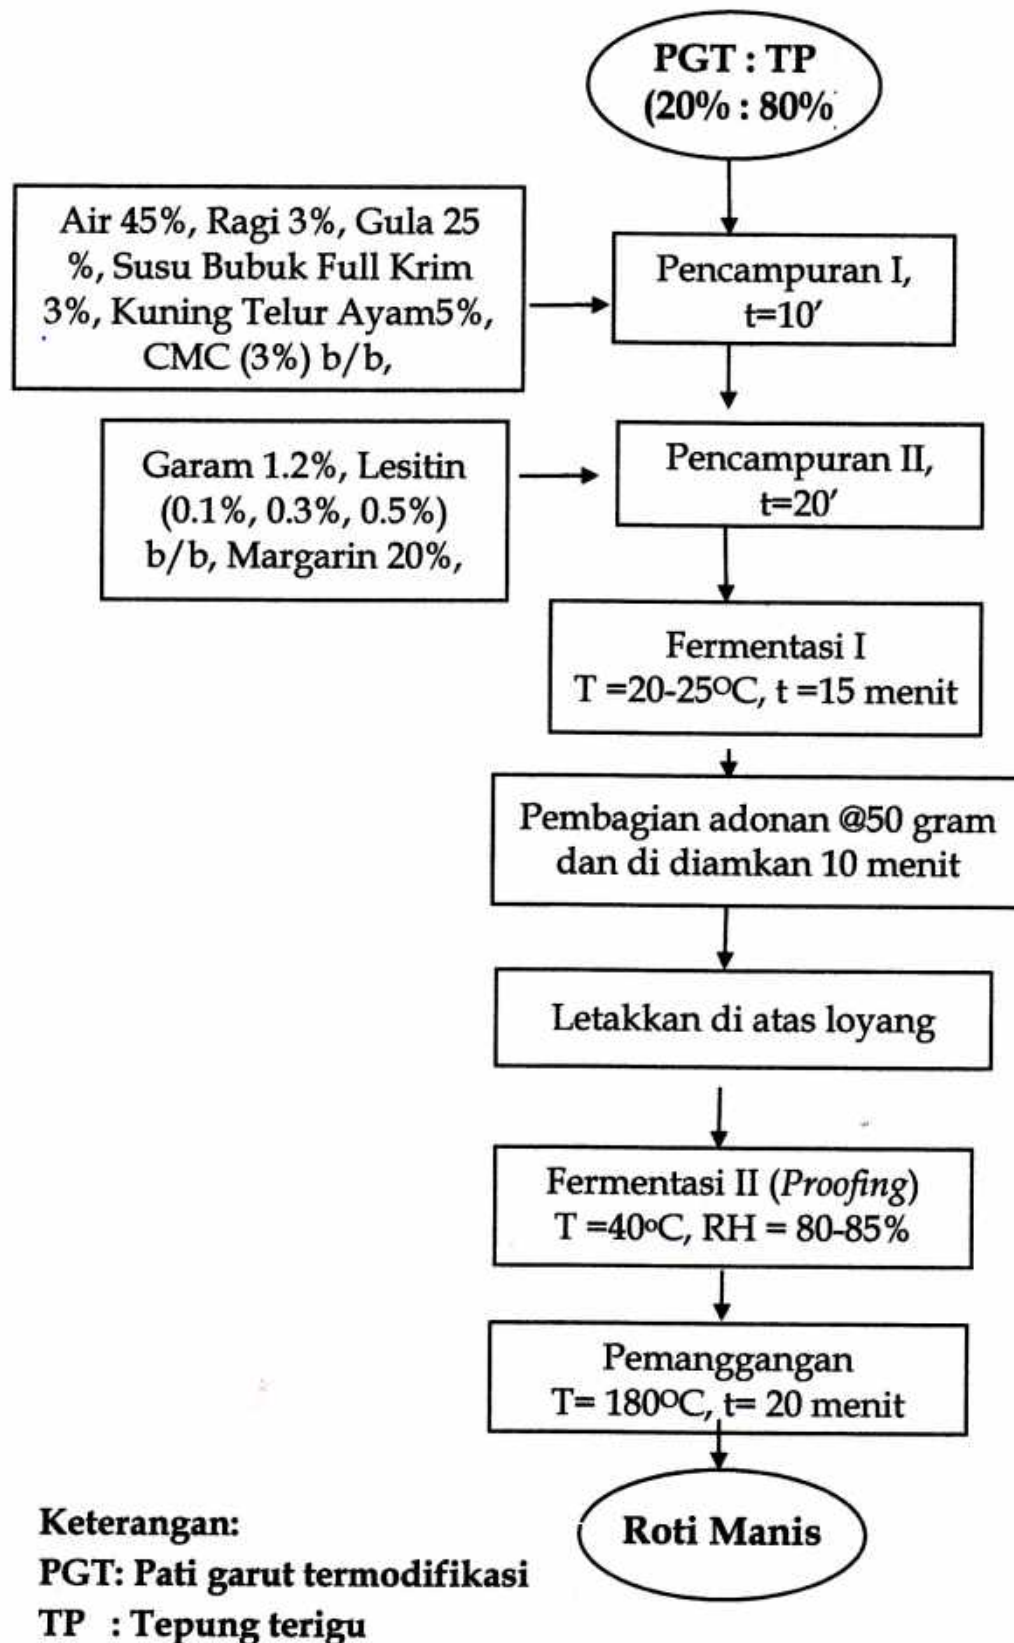 PGT : TP
(20% : 80%
Air 45%, Ragi 3%, Gula 25
%, Susu Bubuk Full Krim
3%, Kuning Telur Ayam5%,
CMC (3%) b/b,
Pencampuran I,
t=10′
Garam 1.2%, Lesitin
(0.1%, 0.3%, 0.5%)
b/b, Margarin 20%,
Pencampuran II,
t=20′
Fermentasi I
T =20-25°C, t =15 menit
Pembagian adonan @50 gram
dan di diamkan 10 menit
Letakkan di atas loyang
Fermentasi II (Proofing)
T =40°C, RH = 80-85%
Pemanggangan
T= 180°C, t= 20 menit
Roti Manis
Keterangan:
PGT: Pati garut termodifikasi
TP : Tepung terigu